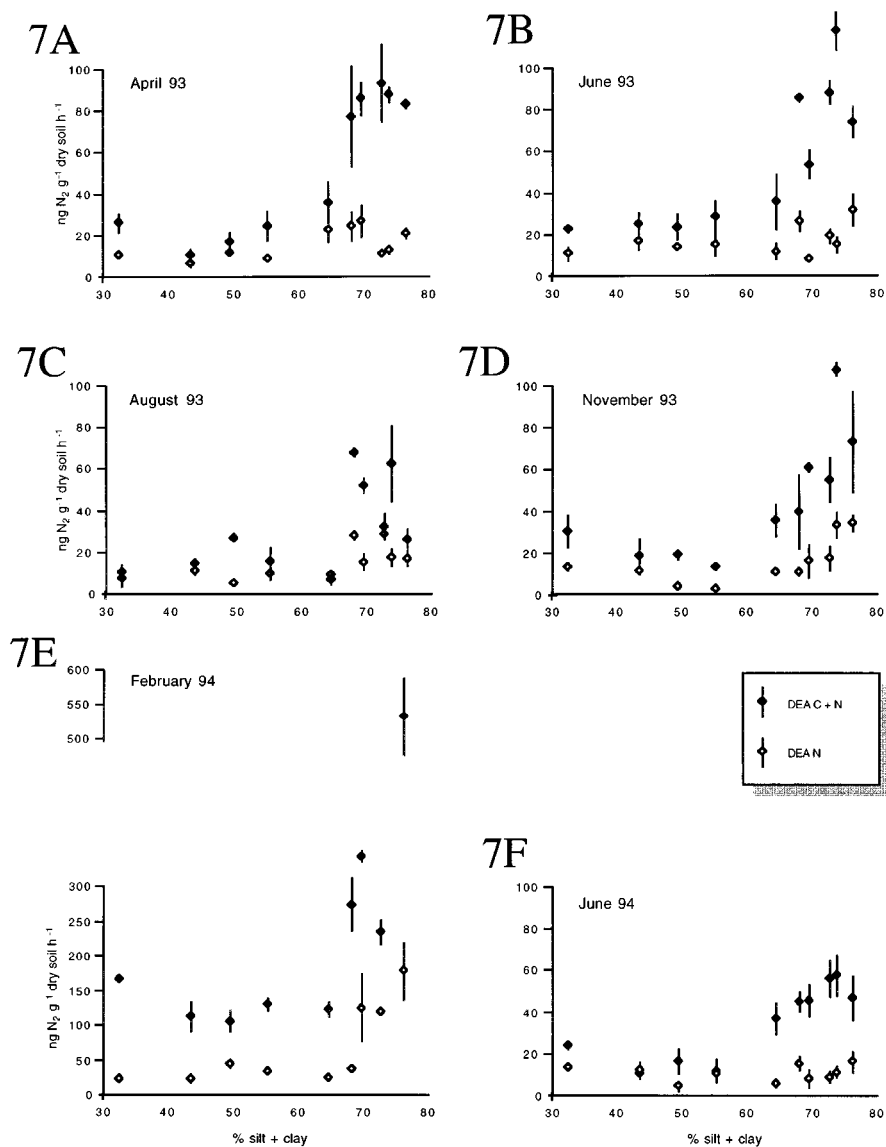 7A
April 93
ng N2 g-1 dry soil h-1
100
80
60
40
20
0
30 40 50 60 70 80
7B
June 93
100
80
60
40
20
0
30 40 50 60 70 80
7C
August 93
ng N2 g-1 dry soil h-1
100
80
60
40
20
0
30 40 50 60 70 80
7D
November 93
100
80
60
40
20
0
30 40 50 60 70 80
7E
February 94
600
550
500
ng N2 g-1 dry soil h-1
300
250
200
150
100
50
0
30 40 50 60 70 80
% silt + clay
DEA C + N
DEA N
7F
June 94
100
80
60
40
20
0
30 40 50 60 70 80
% silt + clay